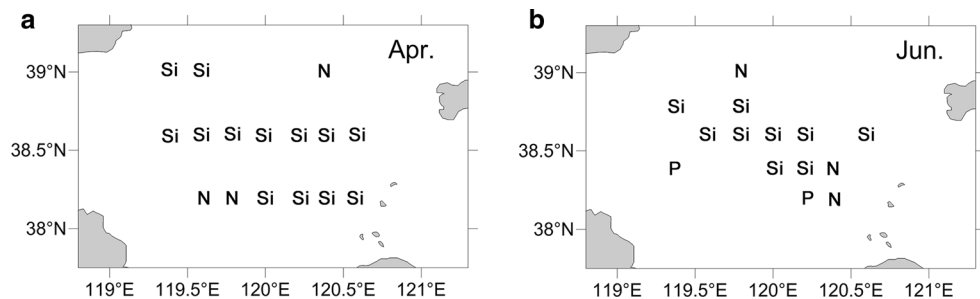 a
Apr.
39°N
Si Si N
38.5°N
Si Si Si Si Si Si Si
N N Si Si Si Si
38°N
119°E 119.5°E 120°E 120.5°E 121°E
b
Jun.
39°N
N
Si Si
38.5°N
Si Si Si Si Si
P Si Si N
P N
38°N
119°E 119.5°E 120°E 120.5°E 121°E